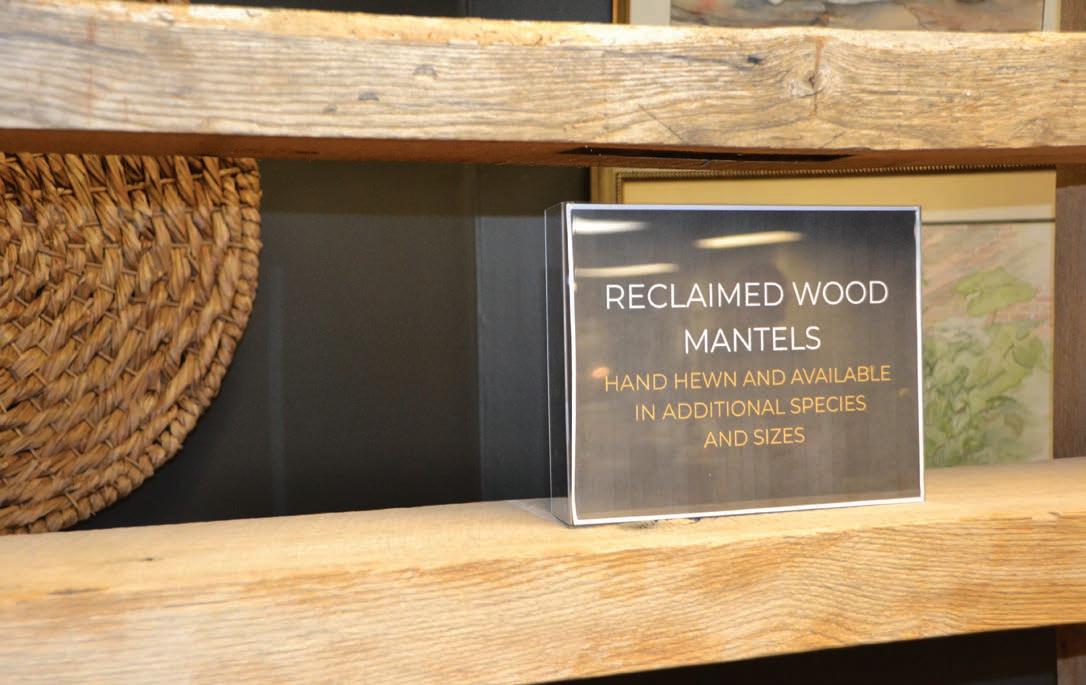 RECLAIMED WOOD
MANTELS
HAND HEWN AND AVAILABLE
IN ADDITIONAL SPECIES
AND SIZES